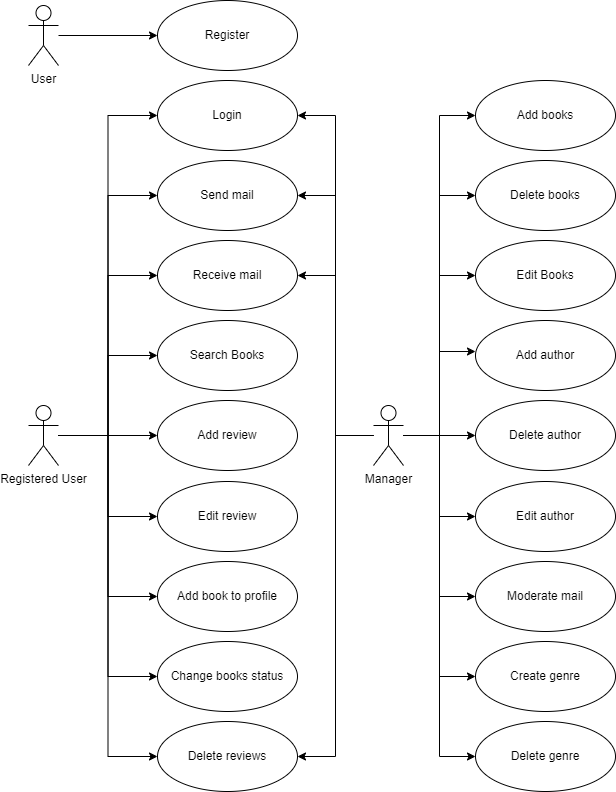 Register
User
Login
Add books
Send mail
Delete books
Receive mail
Edit Books
Search Books
Add author
Add review
Delete author
Registered User
Manager
Edit review
Edit author
Add book to profile
Moderate mail
Change books status
Create genre
Delete reviews
Delete genre